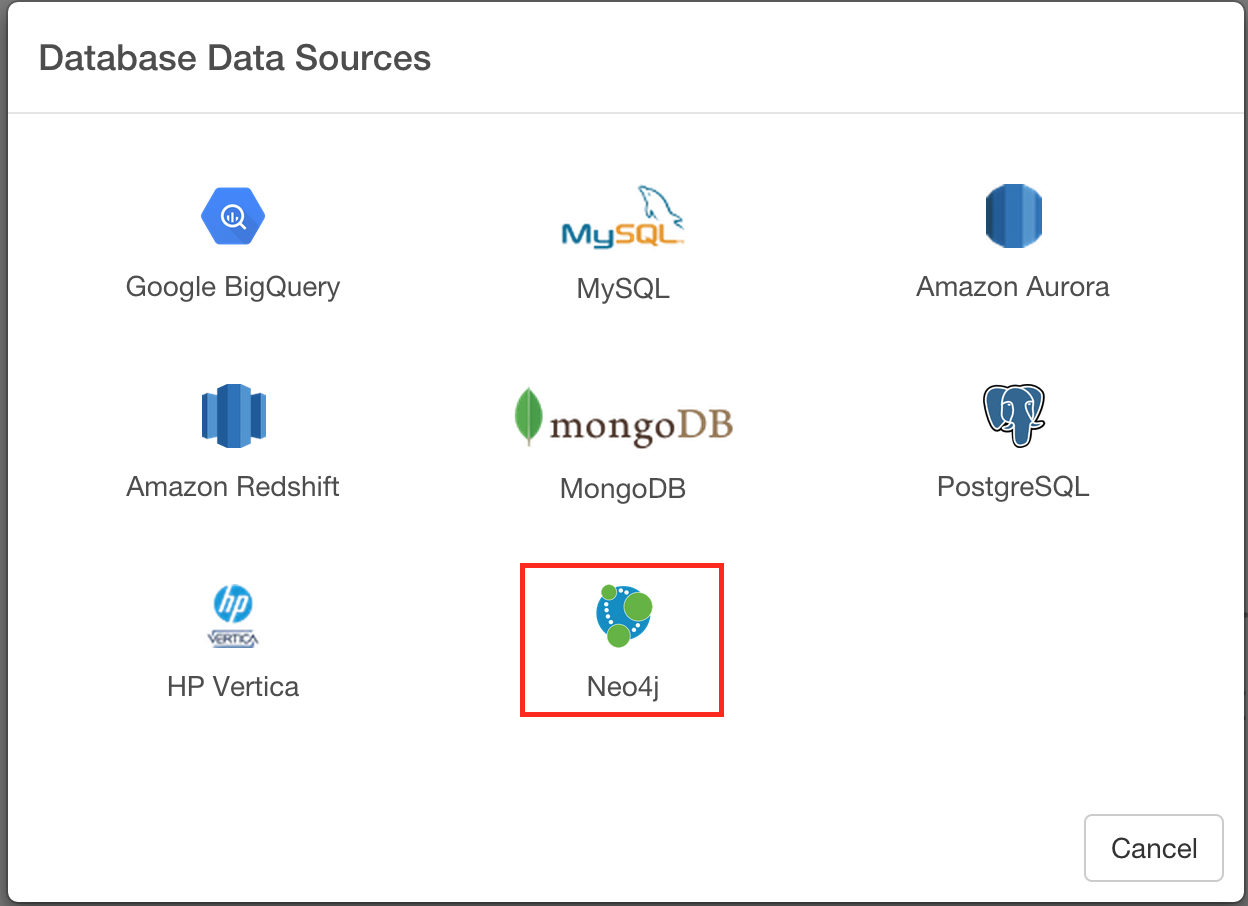 Database Data Sources
MySQL
Google BigQuery
MySQL
Amazon Aurora
mongoDB
Amazon Redshift
MongoDB
PostgreSQL
hp
VERTICA
HP Vertica
Neo4j
Cancel